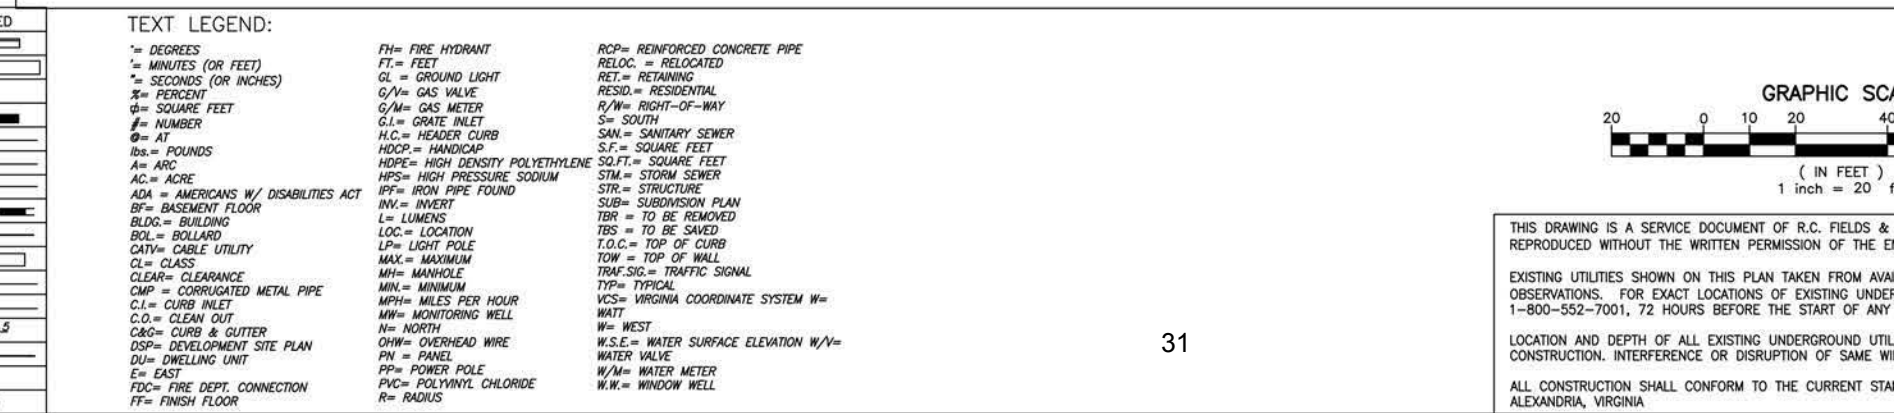 TEXT LEGEND:
°= DEGREES
'= MINUTES (OR FEET)
"= SECONDS (OR INCHES)
%= PERCENT
ф= SQUARE FEET
#= NUMBER
@= AT
lbs.= POUNDS
A= ARC
AC.= ACRE
ADA = AMERICANS W/ DISABILITIES ACT
BF= BASEMENT FLOOR
BLDG.= BUILDING
BOL.= BOLLARD
CATV= CABLE UTILITY
CL= CLASS
CLEAR= CLEARANCE
CMP = CORRUGATED METAL PIPE
C.I.= CURB INLET
C.O.= CLEAN OUT
C&G= CURB & GUTTER
DSP= DEVELOPMENT SITE PLAN
DU= DWELLING UNIT
E= EAST
FDC= FIRE DEPT. CONNECTION
FF= FINISH FLOOR
FH= FIRE HYDRANT
FT.= FEET
GL = GROUND LIGHT
G/V= GAS VALVE
G/M= GAS METER
G.I.= GRATE INLET
H.C.= HEADER CURB
HDCP.= HANDICAP
HDPE= HIGH DENSITY POLYETHYLENE
HPS= HIGH PRESSURE SODIUM
IPF= IRON PIPE FOUND
INV.= INVERT
L= LUMENS
LOC.= LOCATION
LP= LIGHT POLE
MAX.= MAXIMUM
MH= MANHOLE
MIN.= MINIMUM
MPH= MILES PER HOUR
MW= MONITORING WELL
N= NORTH
OHW= OVERHEAD WIRE
PN = PANEL
PP= POWER POLE
PVC= POLYVINYL CHLORIDE
R= RADIUS
RCP= REINFORCED CONCRETE PIPE
RELOC. = RELOCATED
RET.= RETAINING
RESID.= RESIDENTIAL
R/W= RIGHT-OF-WAY
S= SOUTH
SAN.= SANITARY SEWER
S.F.= SQUARE FEET
SQ.FT.= SQUARE FEET
STM.= STORM SEWER
STR.= STRUCTURE
SUB= SUBDIVISION PLAN
TBR = TO BE REMOVED
TBS = TO BE SAVED
T.O.C.= TOP OF CURB
TOW = TOP OF WALL
TRAF.SIG.= TRAFFIC SIGNAL
TYP= TYPICAL
VCS= VIRGINIA COORDINATE SYSTEM W=
WATT
W= WEST
W.S.E.= WATER SURFACE ELEVATION W/V=
WATER VALVE
W/M= WATER METER
W.W.= WINDOW WELL
31
GRAPHIC SCA
20 0 10 20 40
( IN FEET )
1 inch = 20 f
THIS DRAWING IS A SERVICE DOCUMENT OF R.C. FIELDS &
REPRODUCED WITHOUT THE WRITTEN PERMISSION OF THE E
EXISTING UTILITIES SHOWN ON THIS PLAN TAKEN FROM AVAI
OBSERVATIONS. FOR EXACT LOCATIONS OF EXISTING UNDER
1-800-552-7001, 72 HOURS BEFORE THE START OF ANY
LOCATION AND DEPTH OF ALL EXISTING UNDERGROUND UTIL
CONSTRUCTION. INTERFERENCE OR DISRUPTION OF SAME WI
ALL CONSTRUCTION SHALL CONFORM TO THE CURRENT STA
ALEXANDRIA, VIRGINIA